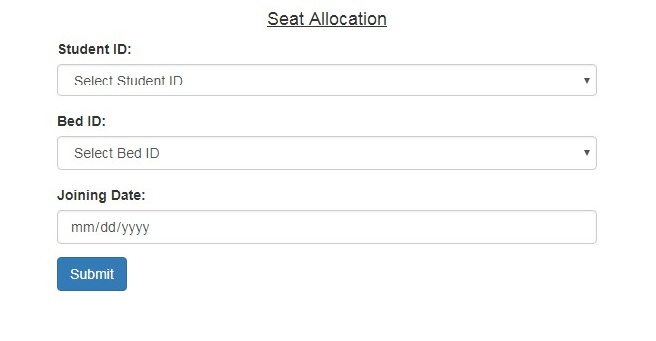 Seat Allocation
Student ID:
Select Student ID
Bed ID:
Select Bed ID
Joining Date:
mm/dd/yyyy
Submit